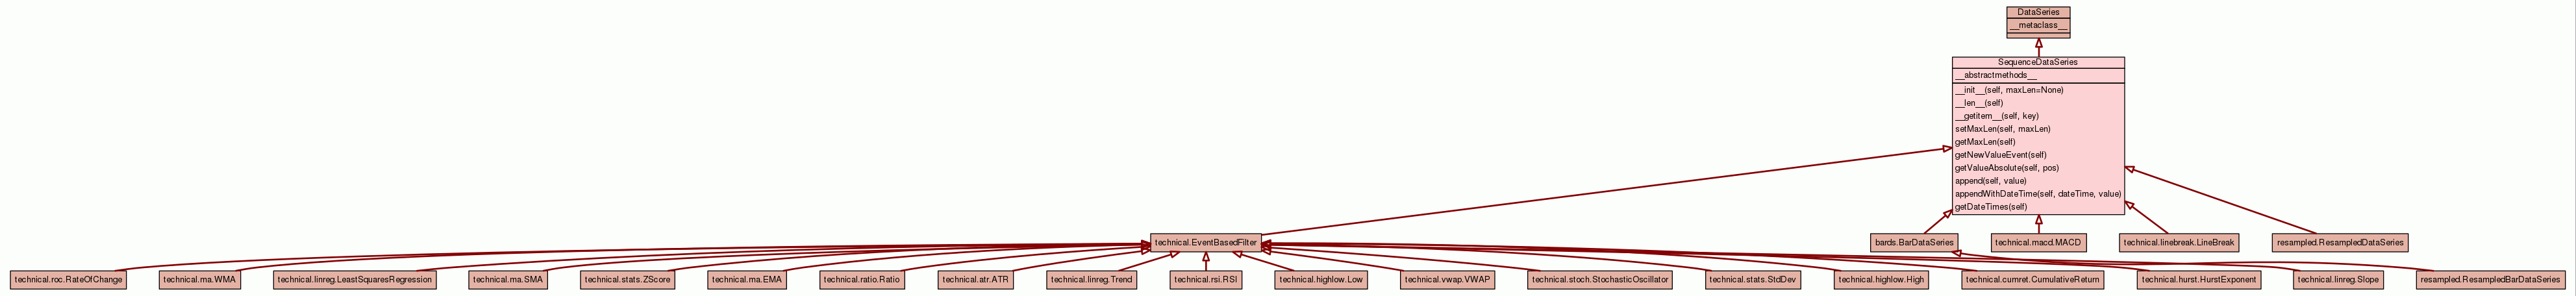 DataSeries
__metaclass__
SequenceDataSeries
__abstractmethods__
__init__(self, maxLen=None)
__len__(self)
__getitem__(self, key)
setMaxLen(self, maxLen)
getMaxLen(self)
getNewValueEvent(self)
getValueAbsolute(self, pos)
append(self, value)
appendWithDateTime(self, dateTime, value)
getDateTimes(self)
technical.EventBasedFilter
bards.BarDataSeries
technical.macd.MACD
technical.linebreak.LineBreak
resampled.ResampledDataSeries
technical.roc.RateOfChange
technical.ma.WMA
technical.linreg.LeastSquaresRegression
technical.ma.SMA
technical.stats.ZScore
technical.ma.EMA
technical.ratio.Ratio
technical.atr.ATR
technical.linreg.Trend
technical.rsi.RSI
technical.highlow.Low
technical.vwap.VWAP
technical.stoch.StochasticOscillator
technical.stats.StdDev
technical.highlow.High
technical.cumret.CumulativeReturn
technical.hurst.HurstExponent
technical.linreg.Slope
resampled.ResampledBarDataSeries